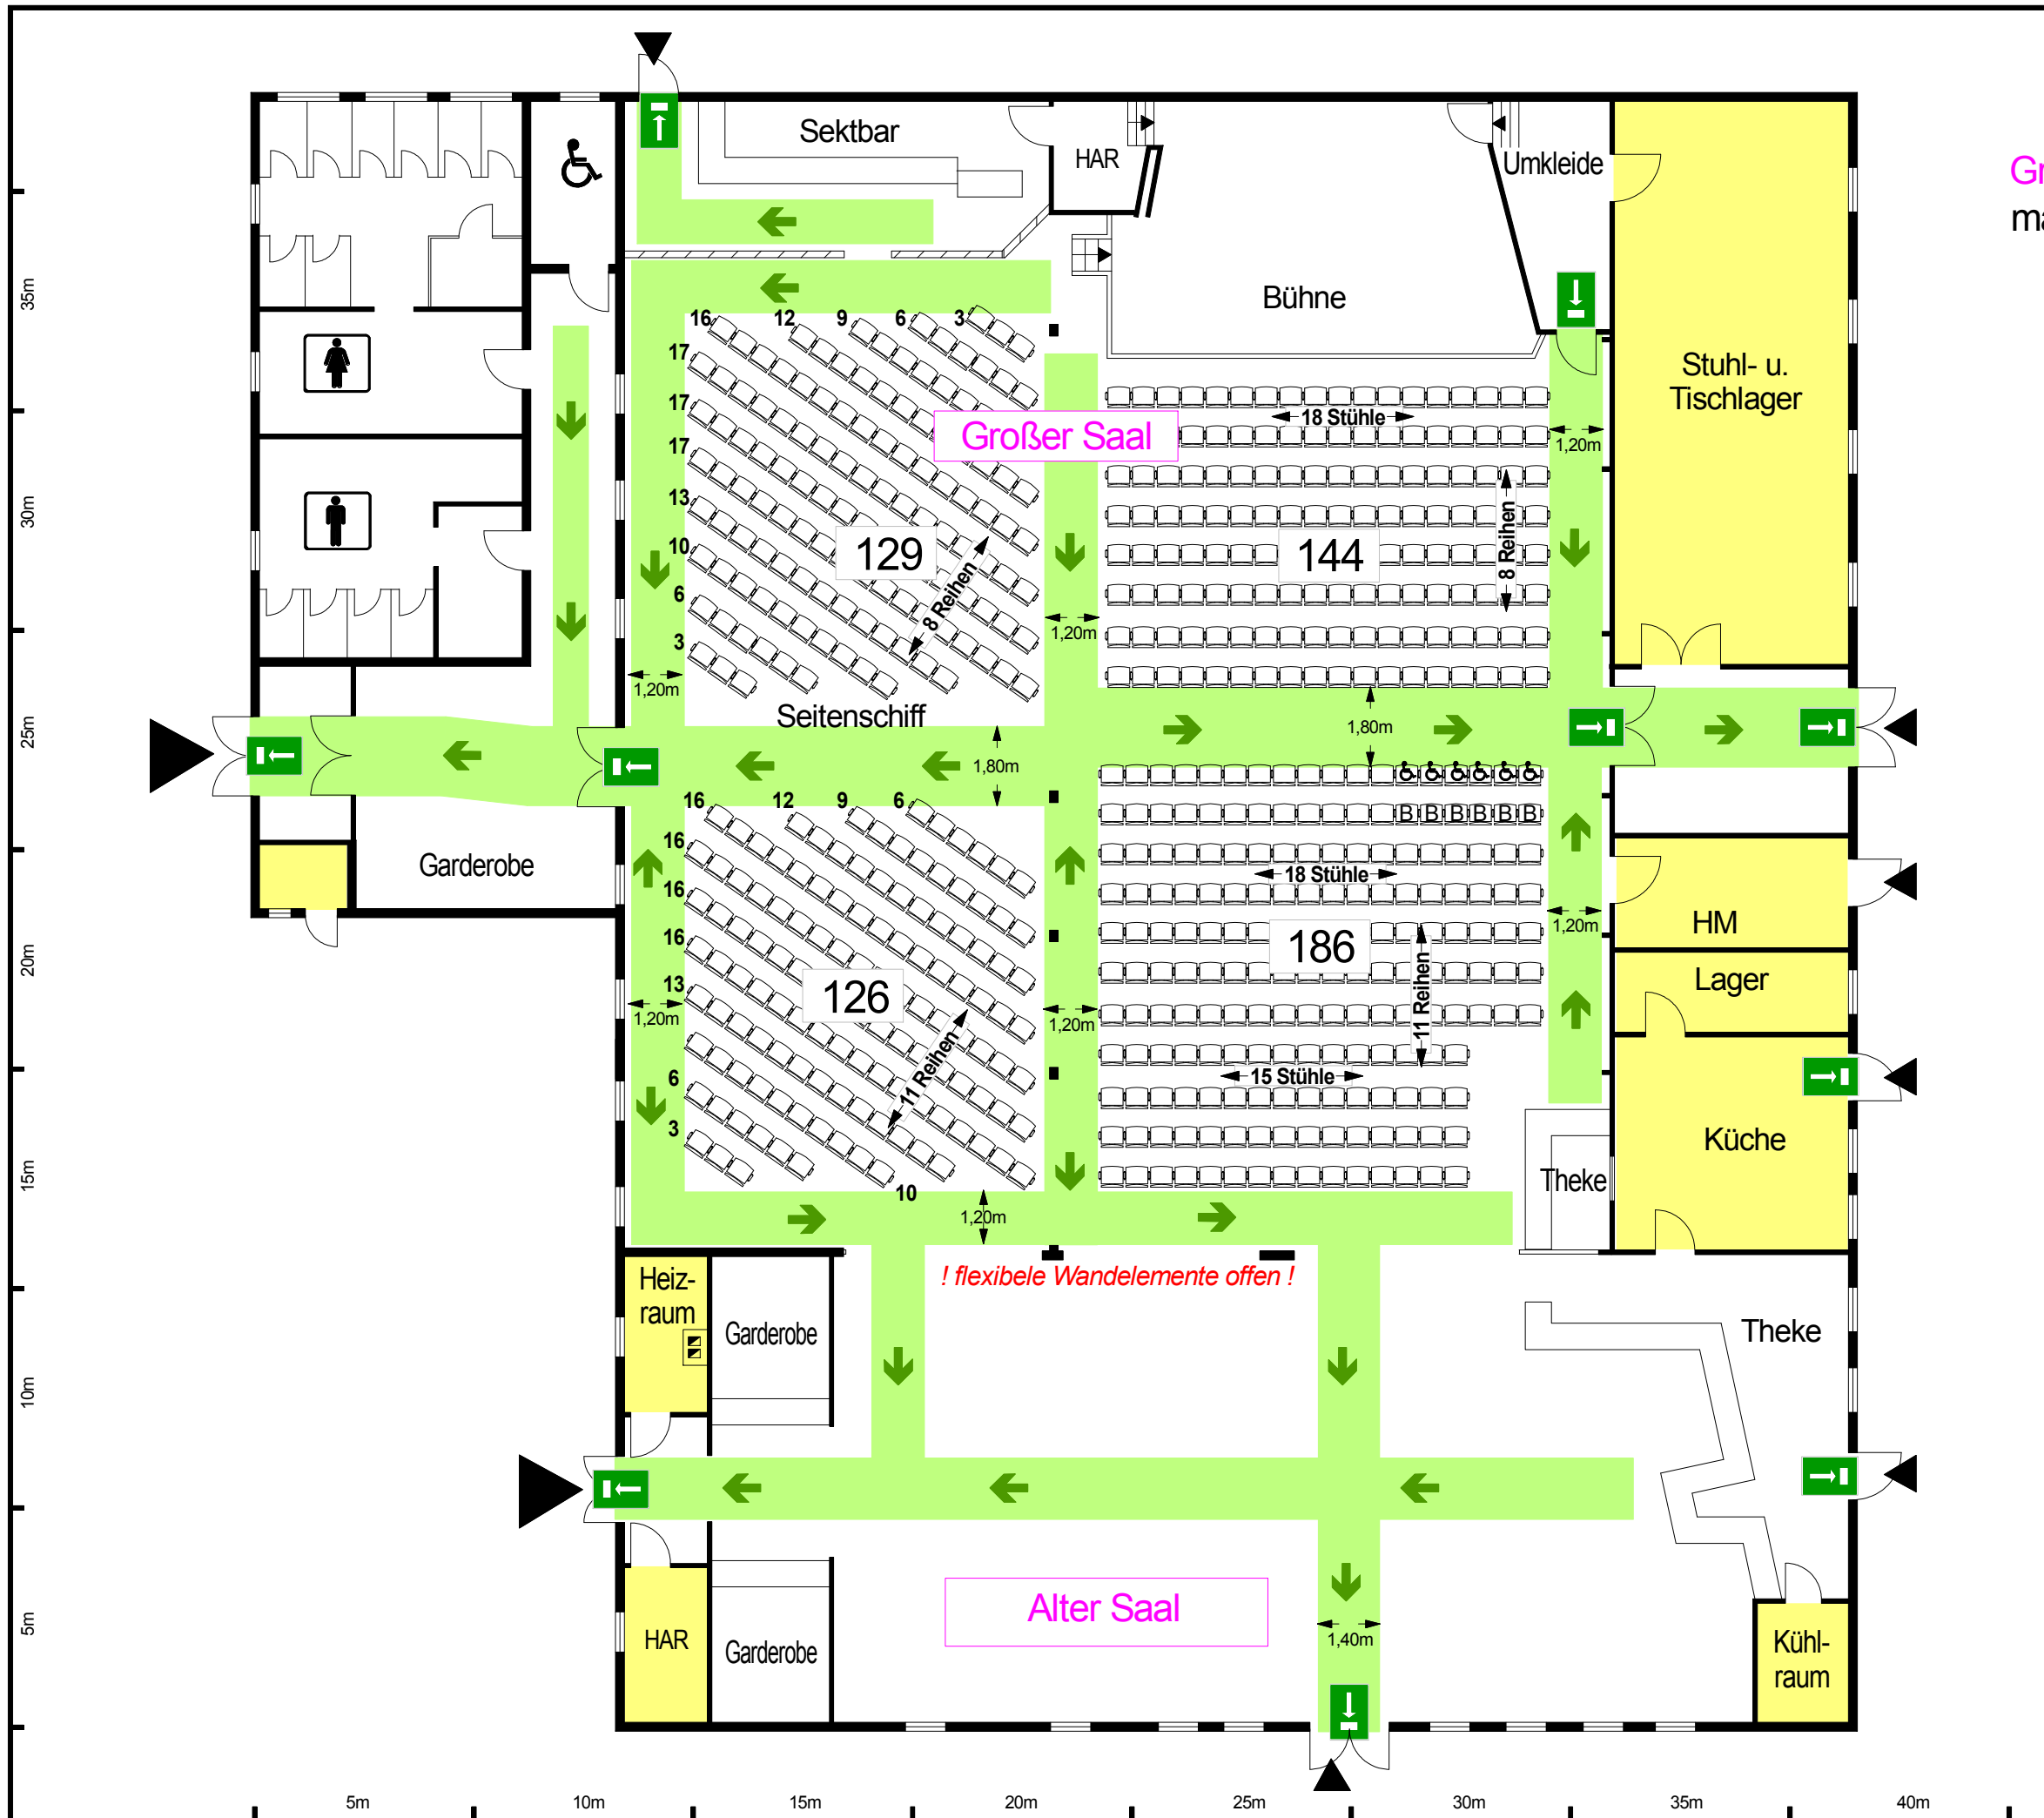 Sektbar
HAR
Umkleide
Gr
ma
35m
Bühne
16
12
9
6
3
17
Stuhl- u.
Tischlager
17
18 Stühle
Großer Saal
1,20m
17
30m
13
8 Reihen
129
144
10
8 Reihen
6
1,20m
3
1,20m
Seitenschiff
25m
1,80m
1,80m
16
12
9
6
B B B B B B
16
Garderobe
18 Stühle
16
HM
1,20m
16
186
20m
Lager
13
126
1,20m
1,20m
11 Reihen
11 Reihen
6
15 Stühle
3
Küche
15m
Theke
10
1,20m
Heiz-
raum
! flexibele Wandelemente offen !
Garderobe
Theke
10m
Alter Saal
5m
HAR
Garderobe
1,40m
Kühl-
raum
5m
10m
15m
20m
25m
30m
35m
40m